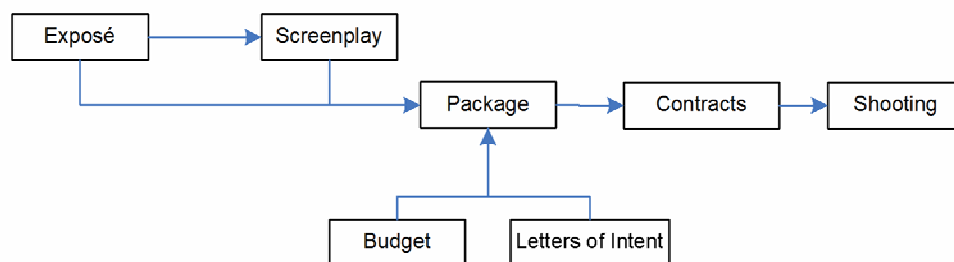 Exposé
Screenplay
Package
Contracts
Shooting
Budget
Letters of Intent